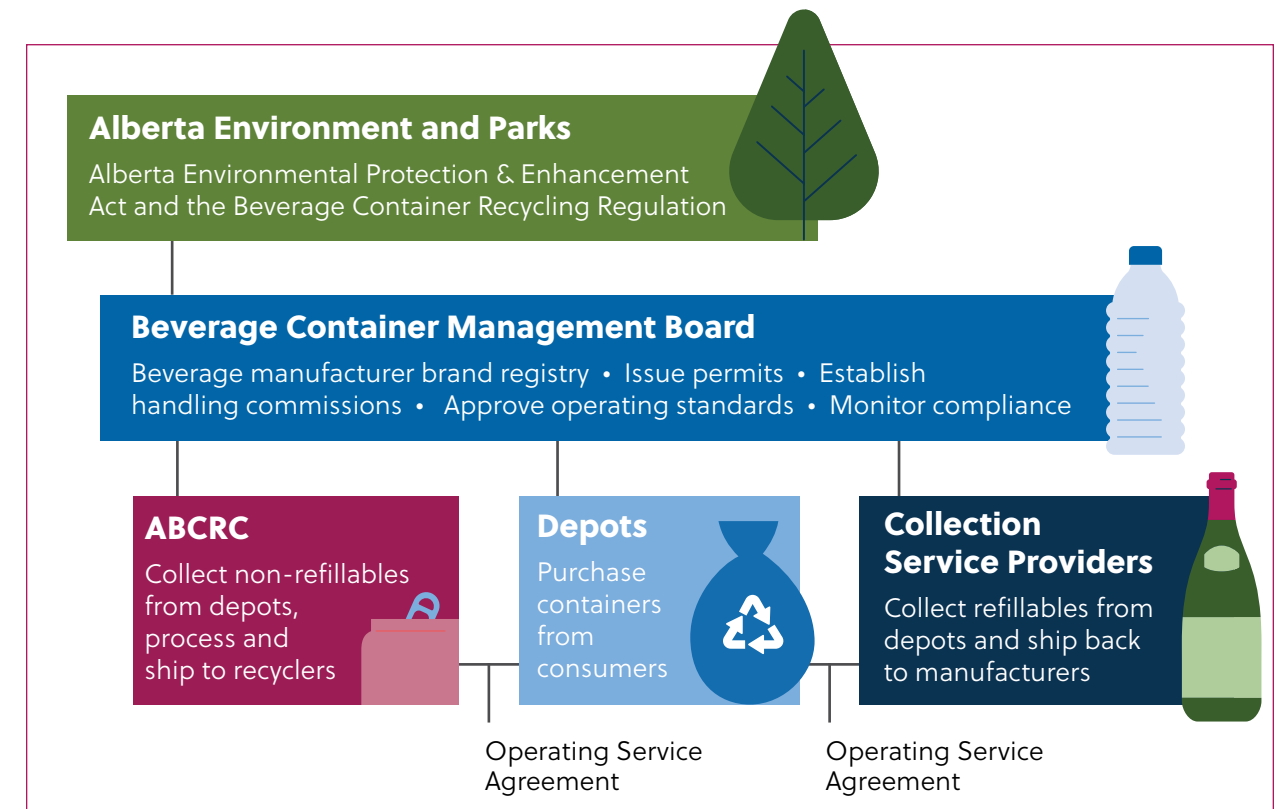 Alberta Environment and Parks
Alberta Environmental Protection & Enhancement
Act and the Beverage Container Recycling Regulation
Beverage Container Management Board
Beverage manufacturer brand registry • Issue permits • Establish
handling commissions • Approve operating standards • Monitor compliance
ABCRC
Collect non-refillables
from depots,
process and
ship to recyclers
Depots
Purchase
containers
from
consumers
Collection
Service Providers
Collect refillables from
depots and ship back
to manufacturers
Operating Service
Agreement
Operating Service
Agreement